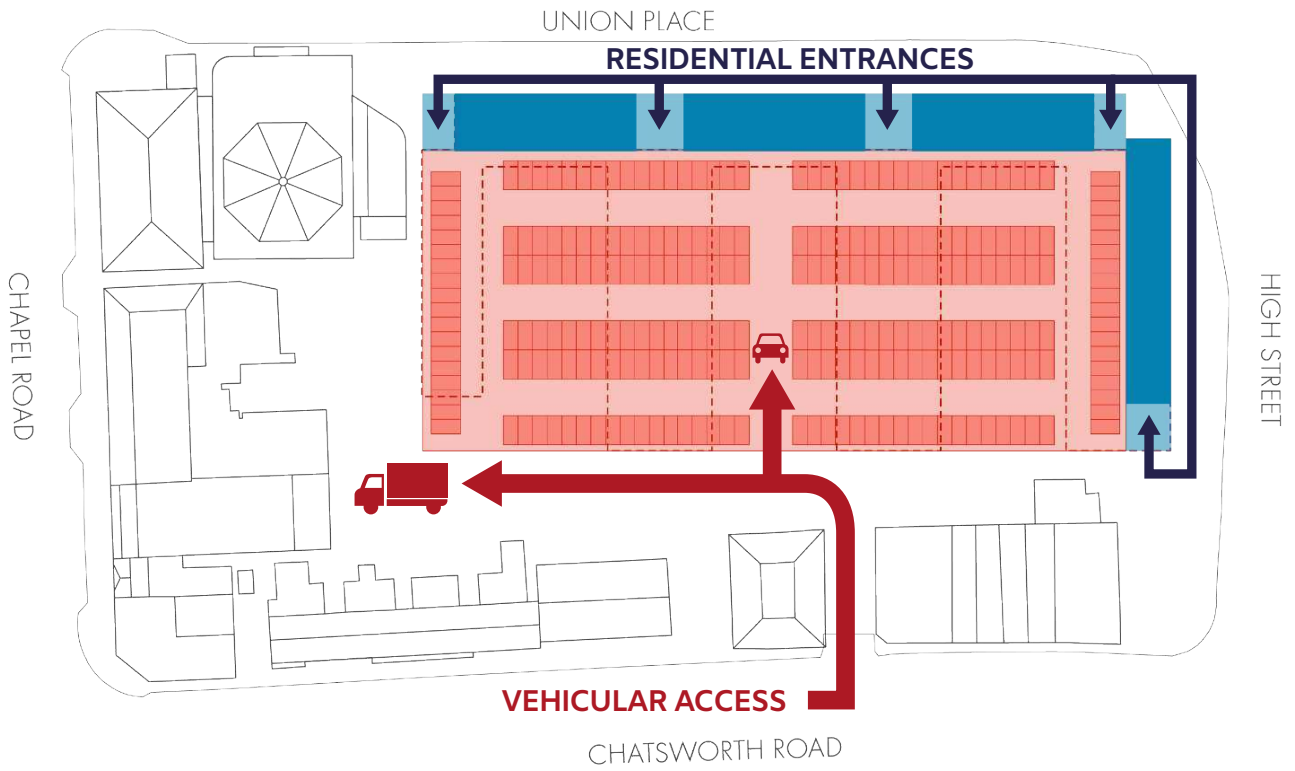 UNION PLACE
RESIDENTIAL ENTRANCES
CHAPEL ROAD
HIGH STREET
VEHICULAR ACCESS
CHATSWORTH ROAD